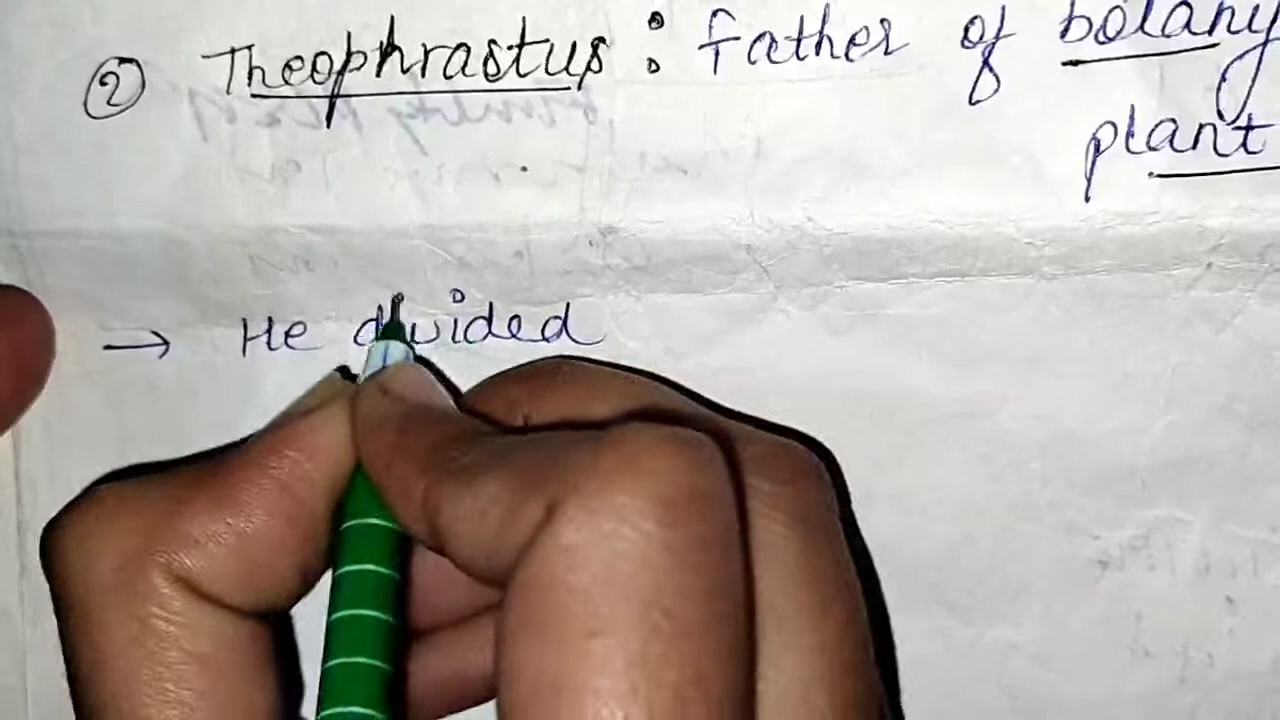 ② Theophrastus : Father of botany
plant
→ He divided